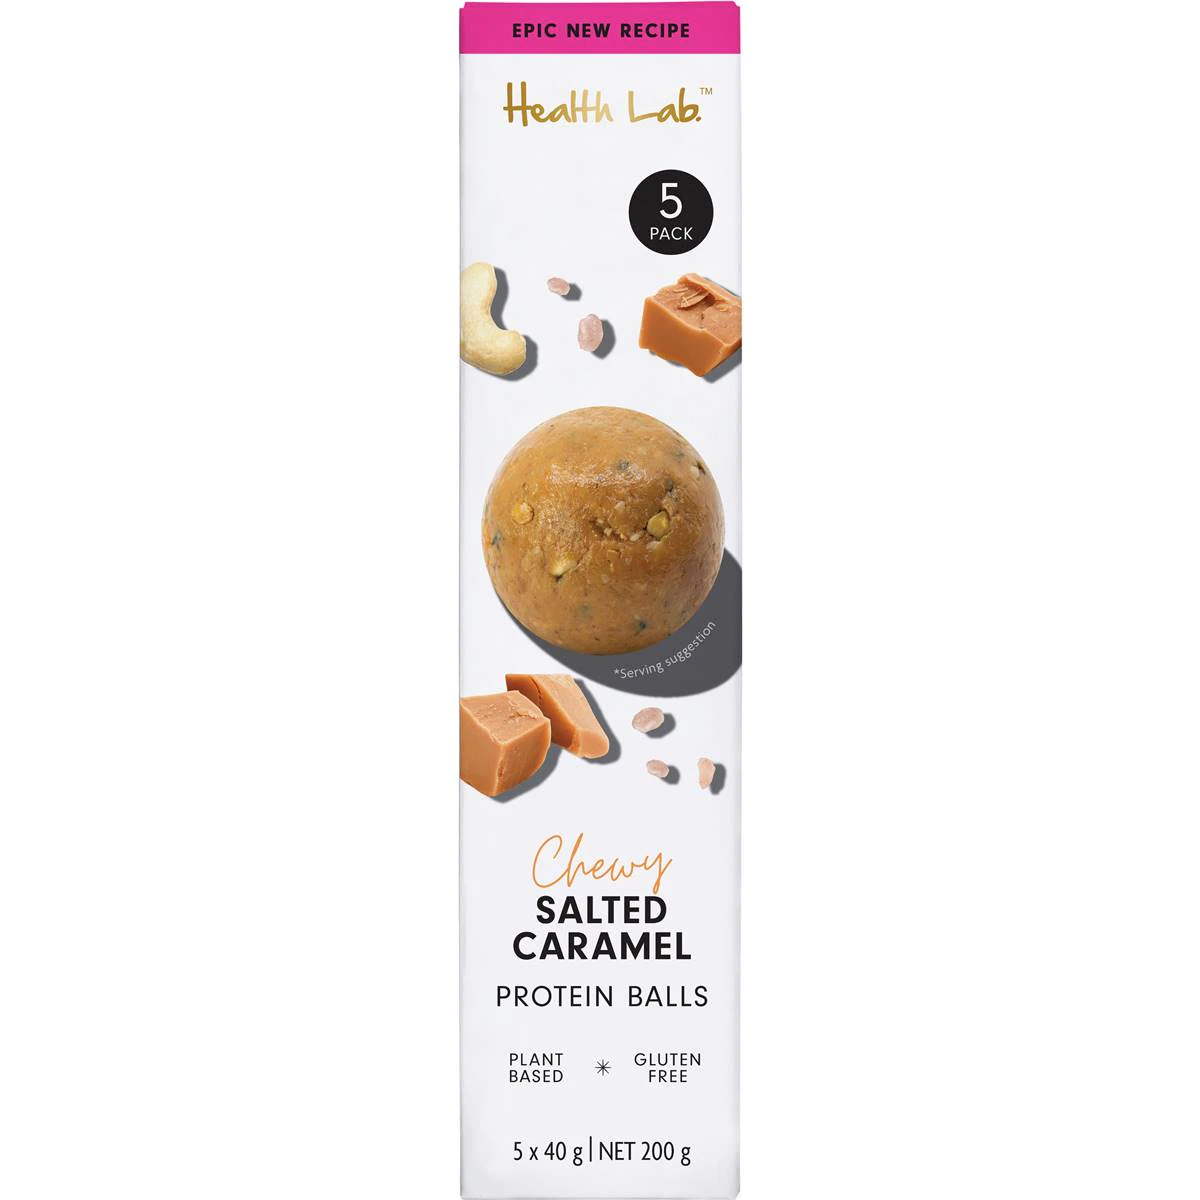 EPIC NEW RECIPE
Health Lab.™
5
PACK
*Serving suggestion
Chewy
SALTED
CARAMEL
PROTEIN BALLS
PLANT
BASED
*
GLUTEN
FREE
5 x 40 g | NET 200 g